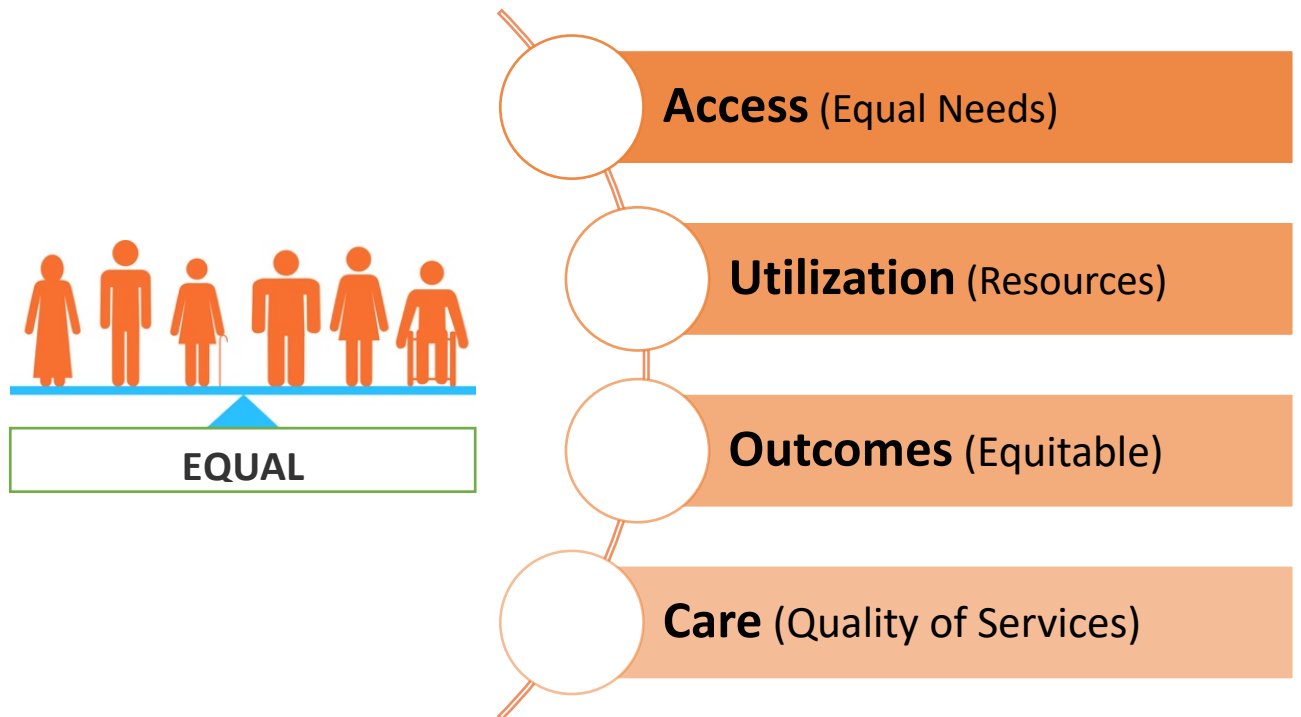 Access (Equal Needs)
Utilization (Resources)
EQUAL
Outcomes (Equitable)
Care (Quality of Services)